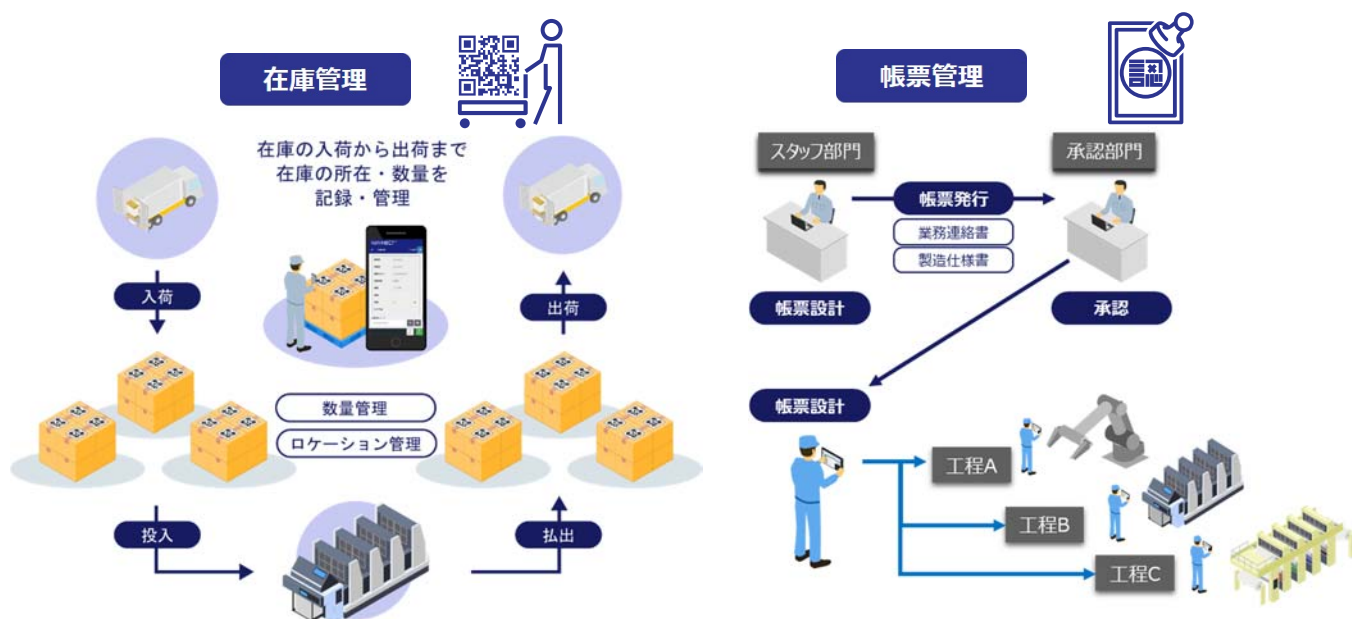 在庫管理
在庫の入荷から出荷まで
在庫の所在・数量を
記録・管理
入荷
出荷
数量管理
ロケーション管理
投入
払出
帳票管理
認
スタッフ部門
承認部門
帳票発行
業務連絡書
製造仕様書
帳票設計
承認
帳票設計
工程A
工程B
工程C